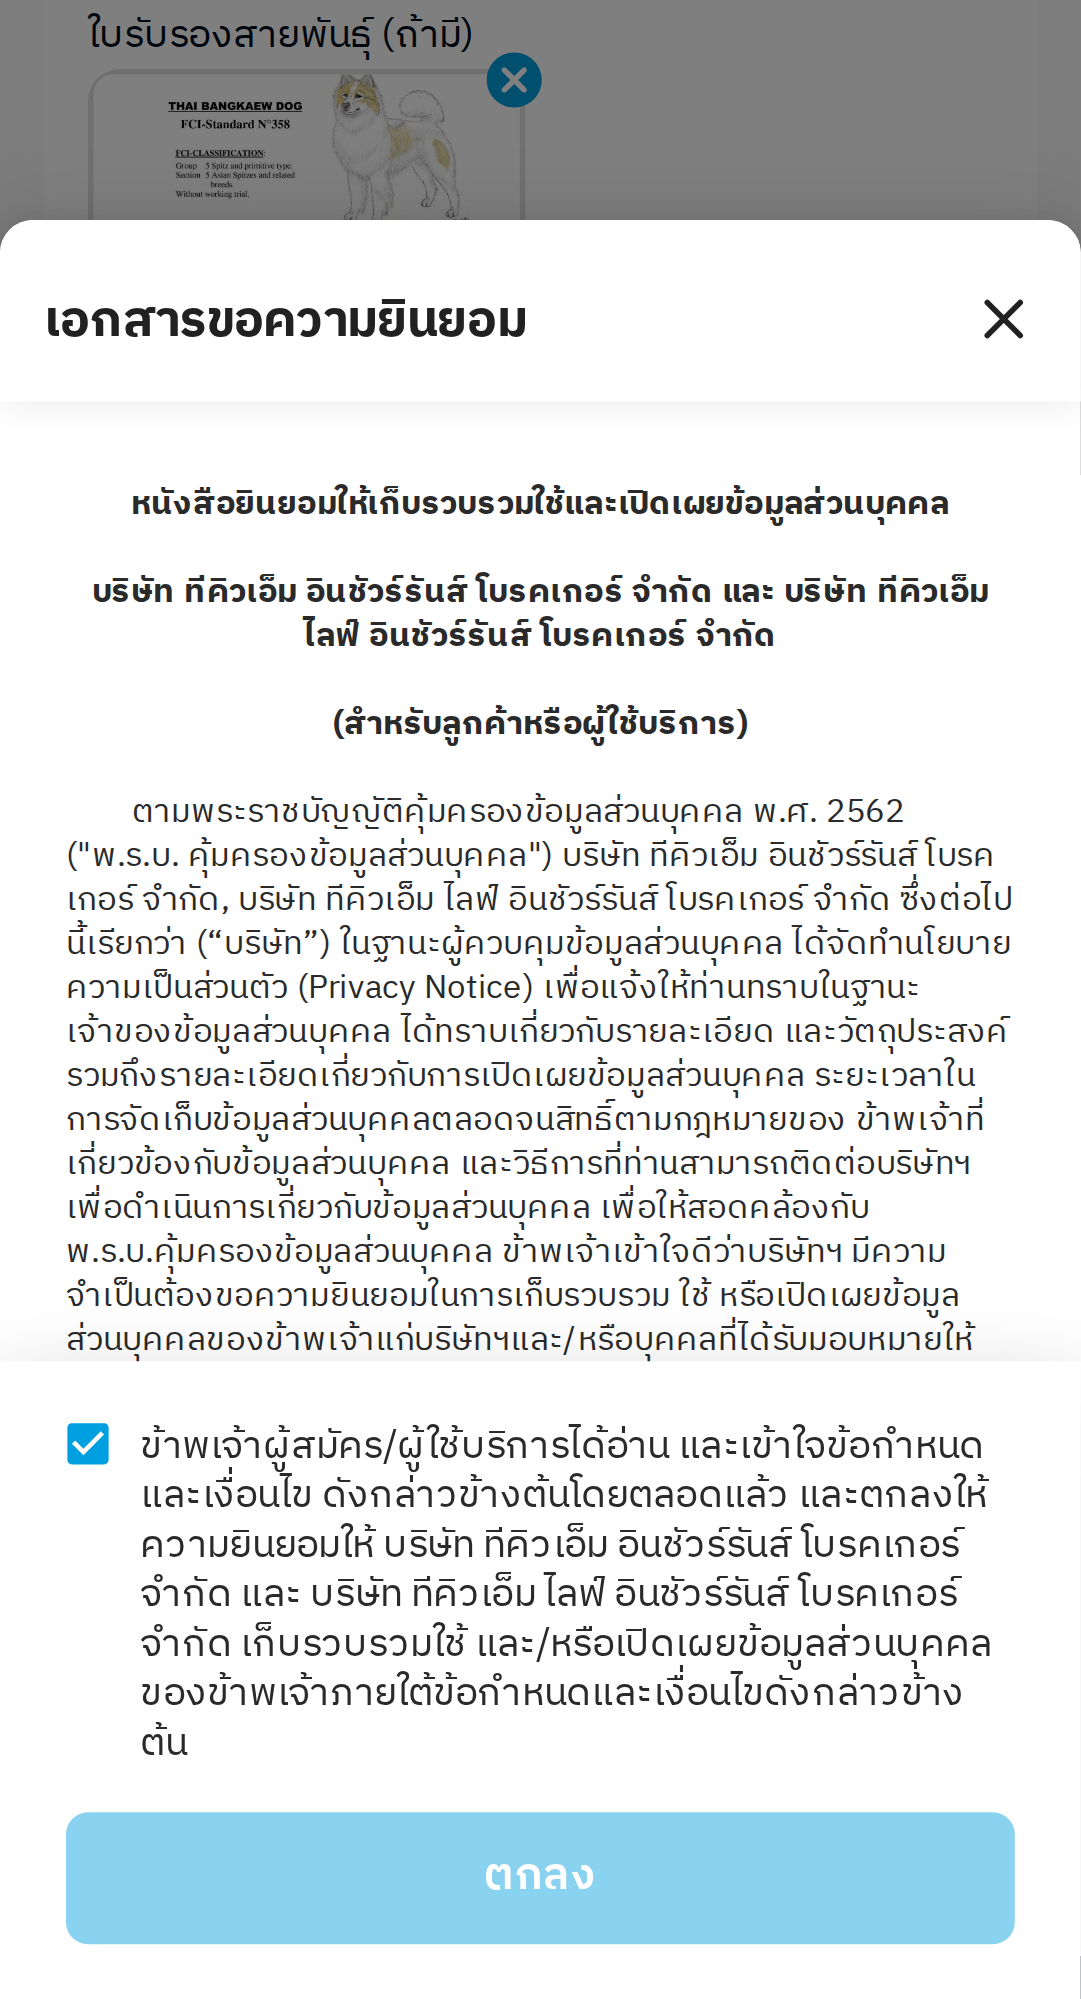 ใบรับรองสายพันธุ์ (ถ้ามี)
THAI BANGKAEW DOG
FCI-Standard N°358
FCI-CLASSIFICATION:
Group 5 Spitz and primitive type.
Section 5 Asian Spitzes and related
breeds.
Without working trial.
เอกสารขอความยินยอม
หนังสือยินยอมให้เก็บรวบรวมใช้และเปิดเผยข้อมูลส่วนบุคคล
บริษัท ทีคิวเอ็ม อินชัวร์รันส์ โบรคเกอร์ จำกัด และ บริษัท ทีคิวเอ็ม
ไลฟ์ อินชัวร์รันส์ โบรคเกอร์ จำกัด
(สำหรับลูกค้าหรือผู้ใช้บริการ)
ตามพระราชบัญญัติคุ้มครองข้อมูลส่วนบุคคล พ.ศ. 2562
("พ.ร.บ. คุ้มครองข้อมูลส่วนบุคคล") บริษัท ทีคิวเอ็ม อินชัวร์รันส์ โบรค
เกอร์ จำกัด, บริษัท ทีคิวเอ็ม ไลฟ์ อินชัวร์รันส์ โบรคเกอร์ จำกัด ซึ่งต่อไป
นี้เรียกว่า (“บริษัท”) ในฐานะผู้ควบคุมข้อมูลส่วนบุคคล ได้จัดทำนโยบาย
ความเป็นส่วนตัว (Privacy Notice) เพื่อแจ้งให้ท่านทราบในฐานะ
เจ้าของข้อมูลส่วนบุคคล ได้ทราบเกี่ยวกับรายละเอียด และวัตถุประสงค์
รวมถึงรายละเอียดเกี่ยวกับการเปิดเผยข้อมูลส่วนบุคคล ระยะเวลาใน
การจัดเก็บข้อมูลส่วนบุคคลตลอดจนสิทธิ์ตามกฎหมายของ ข้าพเจ้าที่
เกี่ยวข้องกับข้อมูลส่วนบุคคล และวิธีการที่ท่านสามารถติดต่อบริษัทฯ
เพื่อดำเนินการเกี่ยวกับข้อมูลส่วนบุคคล เพื่อให้สอดคล้องกับ
พ.ร.บ.คุ้มครองข้อมูลส่วนบุคคล ข้าพเจ้าเข้าใจดีว่าบริษัทฯ มีความ
จำเป็นต้องขอความยินยอมในการเก็บรวบรวม ใช้ หรือเปิดเผยข้อมูล
ส่วนบุคคลของข้าพเจ้าแก่บริษัทฯและ/หรือบุคคลที่ได้รับมอบหมายให้
ข้าพเจ้าผู้สมัคร/ผู้ใช้บริการได้อ่าน และเข้าใจข้อกำหนด
และเงื่อนไข ดังกล่าวข้างต้นโดยตลอดแล้ว และตกลงให้
ความยินยอมให้ บริษัท ทีคิวเอ็ม อินชัวร์รันส์ โบรคเกอร์
จำกัด และ บริษัท ทีคิวเอ็ม ไลฟ์ อินชัวร์รันส์ โบรคเกอร์
จำกัด เก็บรวบรวมใช้ และ/หรือเปิดเผยข้อมูลส่วนบุคคล
ของข้าพเจ้าภายใต้ข้อกำหนดและเงื่อนไขดังกล่าวข้าง
ต้น
ตกลง